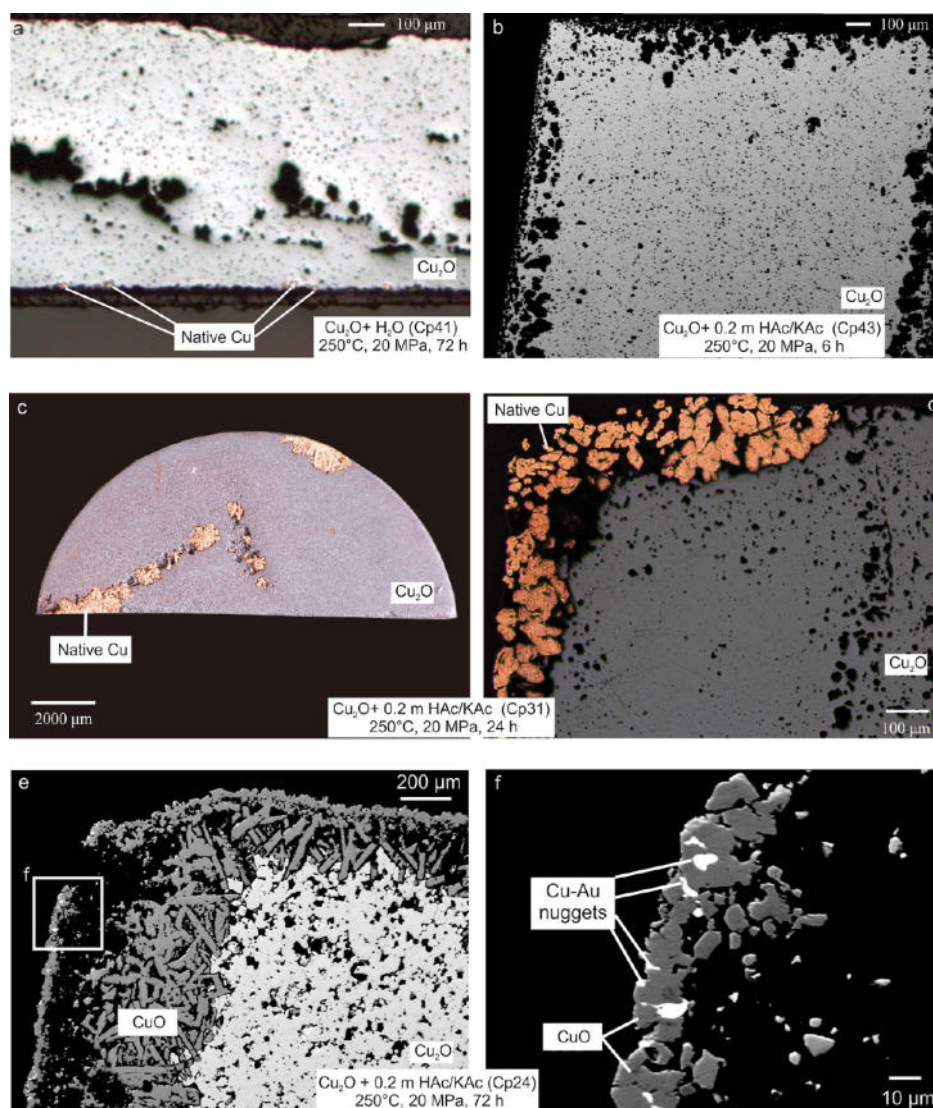 a
100 µm
Cu₂O
Native Cu
Cu₂O+ H₂O (Cp41)
250°C, 20 MPa, 72 h
b
100 µm
Cu₂O
Cu₂O+ 0.2 m HAc/KAc (Cp43)
250°C, 20 MPa, 6 h
c
Cu₂O
Native Cu
2000 µm
Cu₂O+ 0.2 m HAc/KAc (Cp31)
250°C, 20 MPa, 24 h
Native Cu
Cu₂O
100 µm
e
200 µm
f
CuO
Cu₂O
Cu₂O + 0.2 m HAc/KAc (Cp24)
250°C, 20 MPa, 72 h
f
Cu-Au
nuggets
CuO
10 µm